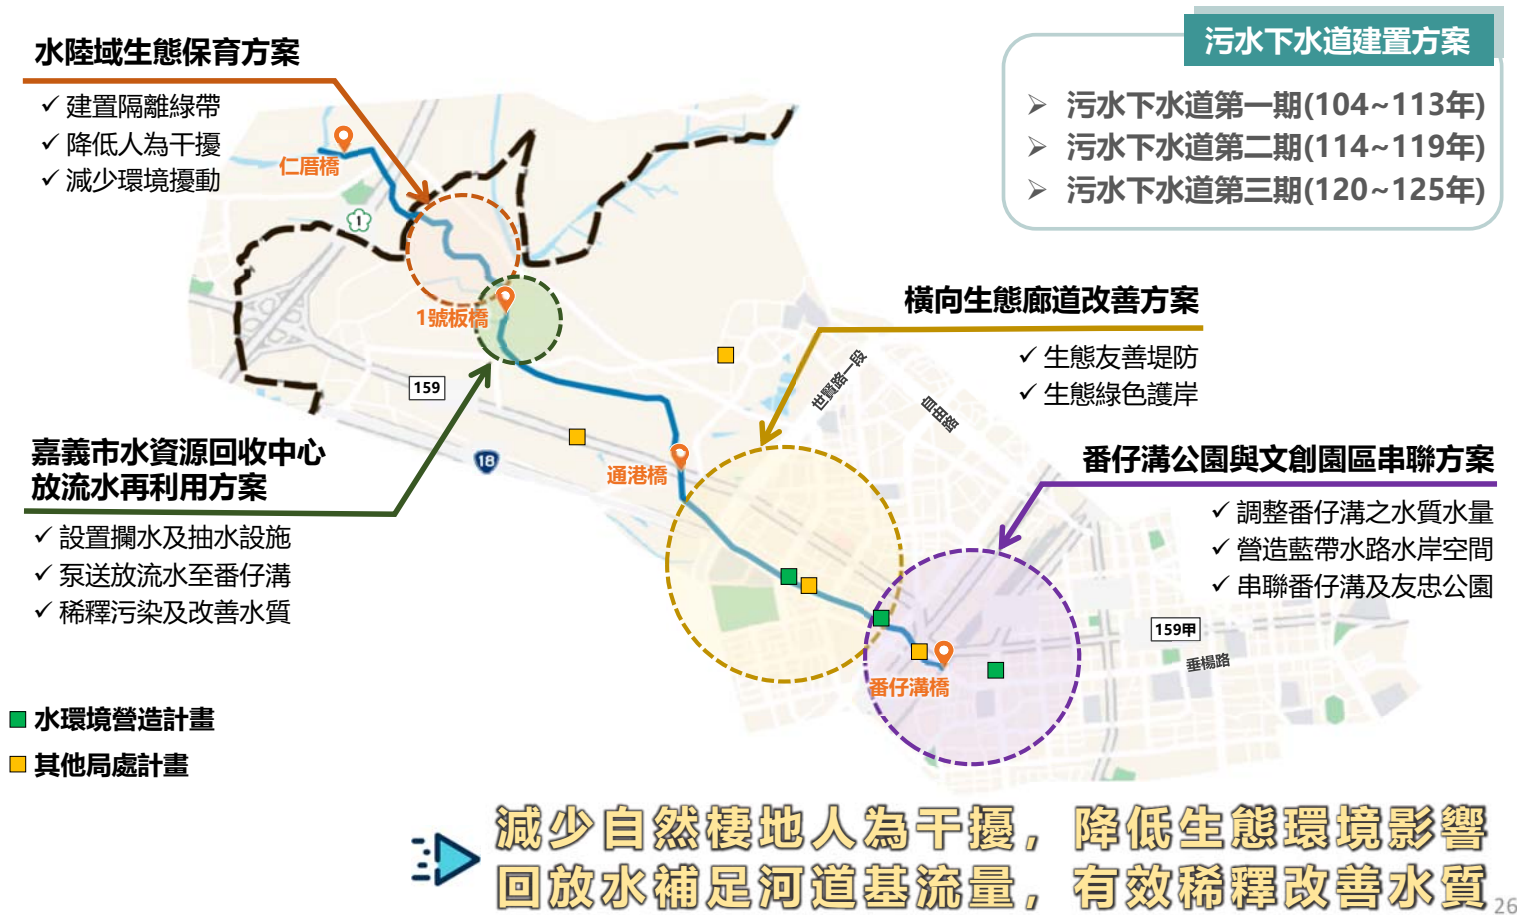 水陸域生態保育方案
✓ 建置隔離綠帶
✓ 降低人為干擾
✓ 減少環境擾動
污水下水道建置方案
➢ 污水下水道第一期(104~113年)
➢ 污水下水道第二期(114~119年)
➢ 污水下水道第三期(120~125年)
仁厝橋
1
1號板橋
159
18
通港橋
世賢路一段
自由路
橫向生態廊道改善方案
✓ 生態友善堤防
✓ 生態綠色護岸
嘉義市水資源回收中心
放流水再利用方案
✓ 設置攔水及抽水設施
✓ 泵送放流水至番仔溝
✓ 稀釋污染及改善水質
番仔溝公園與文創園區串聯方案
✓ 調整番仔溝之水質水量
✓ 營造藍帶水路水岸空間
✓ 串聯番仔溝及友忠公園
159甲
垂楊路
番仔溝橋
水環境營造計畫
其他局處計畫
減少自然棲地人為干擾，降低生態環境影響
回放水補足河道基流量，有效稀釋改善水質
26